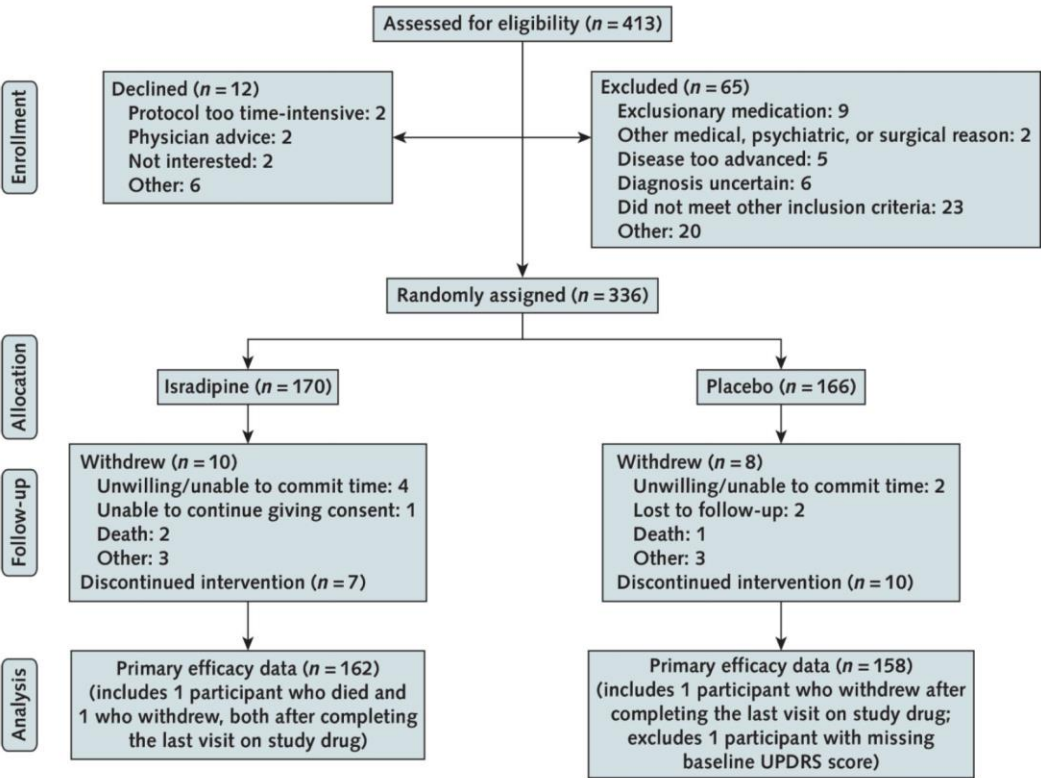 Assessed for eligibility (n = 413)
Enrollment
Declined (n = 12)
Protocol too time-intensive: 2
Physician advice: 2
Not interested: 2
Other: 6
Excluded (n = 65)
Exclusionary medication: 9
Other medical, psychiatric, or surgical reason: 2
Disease too advanced: 5
Diagnosis uncertain: 6
Did not meet other inclusion criteria: 23
Other: 20
Randomly assigned (n = 336)
Allocation
Isradipine (n = 170)
Placebo (n = 166)
Follow-up
Withdrew (n = 10)
Unwilling/unable to commit time: 4
Unable to continue giving consent: 1
Death: 2
Other: 3
Discontinued intervention (n = 7)
Withdrew (n = 8)
Unwilling/unable to commit time: 2
Lost to follow-up: 2
Death: 1
Other: 3
Discontinued intervention (n = 10)
Analysis
Primary efficacy data (n = 162)
(includes 1 participant who died and
1 who withdrew, both after completing
the last visit on study drug)
Primary efficacy data (n = 158)
(includes 1 participant who withdrew after
completing the last visit on study drug;
excludes 1 participant with missing
baseline UPDRS score)